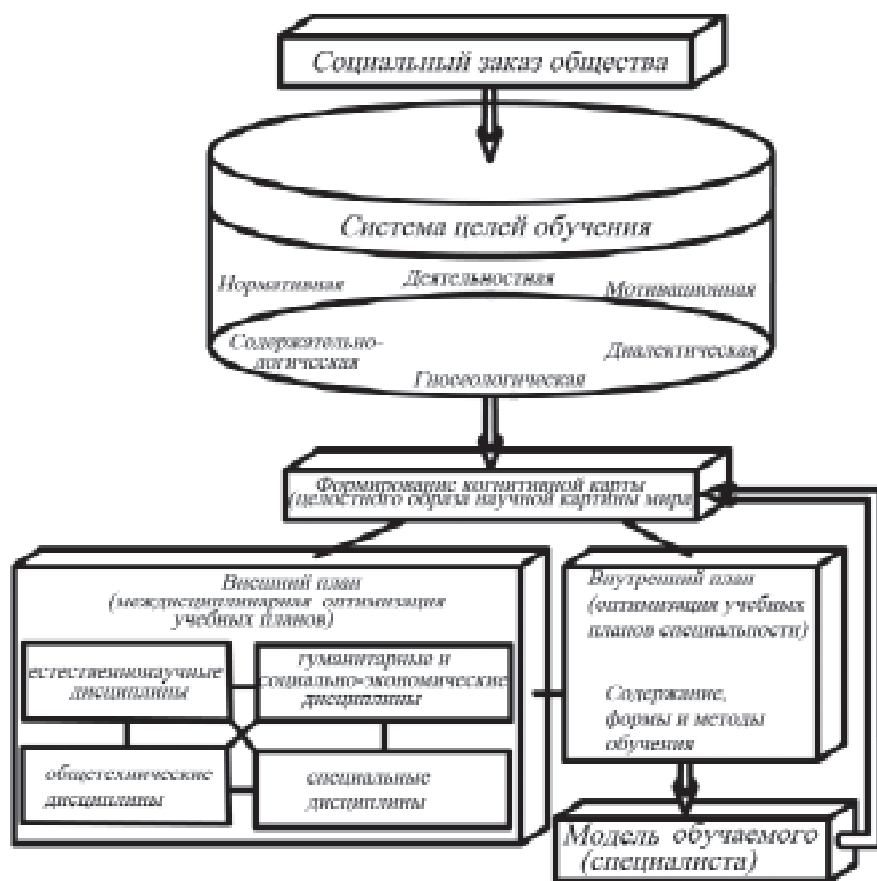 Социальный заказ общества
Система целей обучения
Нормативная
Деятельностная
Мотивационная
Содержательно-
логическая
Диалектическая
Гносеологическая
Формирование когнитивной карты
(целостного образа научной картины мира
Внешний план
(междисциплинарная оптимизация
учебных планов)
естественнонаучные
дисциплины
гуманитарные и
социально-экономические
дисциплины
общетехнические
дисциплины
специальные
дисциплины
Внутренний план
(оптимизация учебных
планов специальности)
Содержание,
формы и методы
обучения
Модель обучаемого
(специалиста)